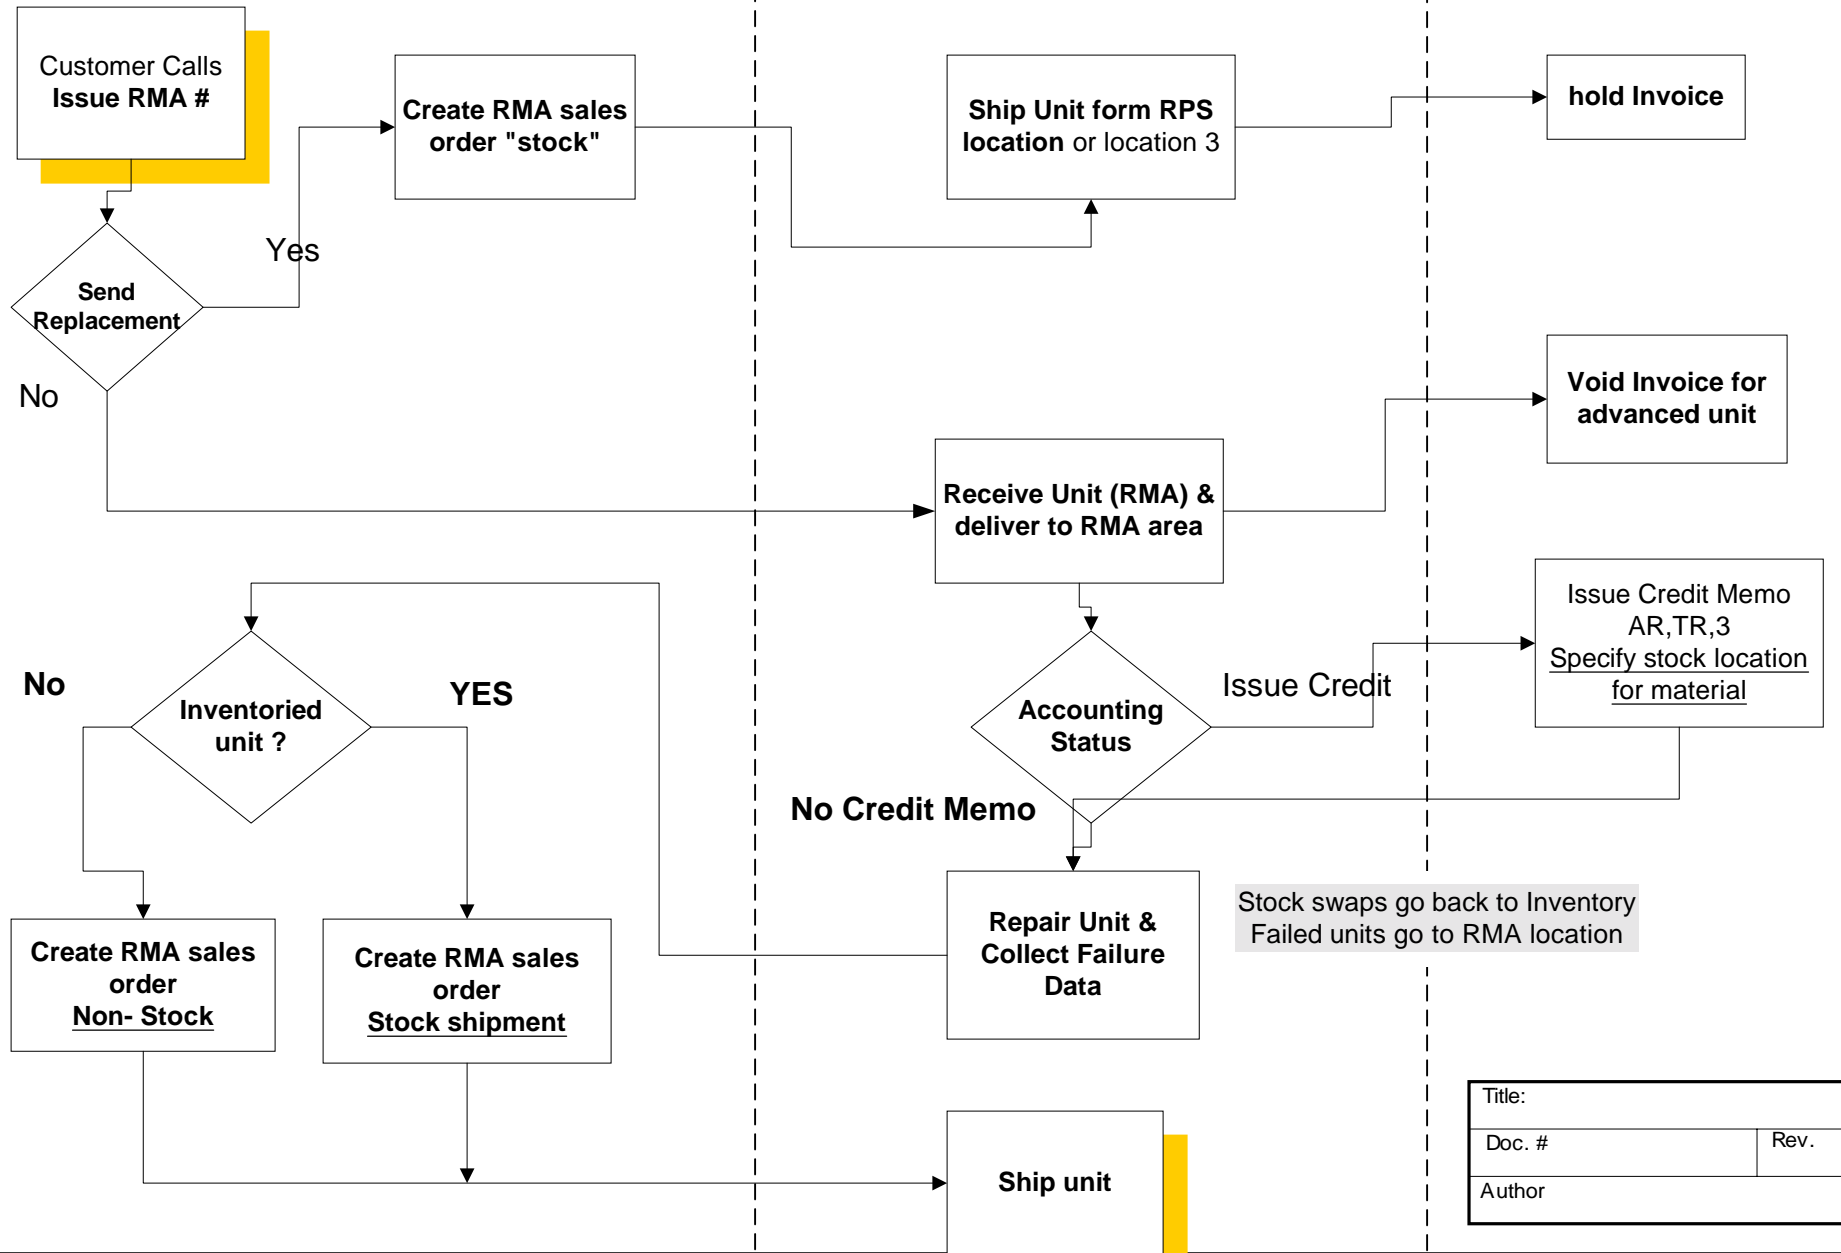 Customer Calls
Issue RMA #
Create RMA sales
order "stock"
Ship Unit form RPS
location or location 3
hold Invoice
Yes
Send
Replacement
No
Void Invoice for
advanced unit
Receive Unit (RMA) &
deliver to RMA area
Issue Credit Memo
AR,TR,3
Specify stock location
for material
No
YES
Inventoried
unit ?
Issue Credit
Accounting
Status
No Credit Memo
Stock swaps go back to Inventory
Failed units go to RMA location
Repair Unit &
Collect Failure
Data
Create RMA sales
order
Non- Stock
Create RMA sales
order
Stock shipment
Ship unit
Title:
Doc. #
Rev.
Author